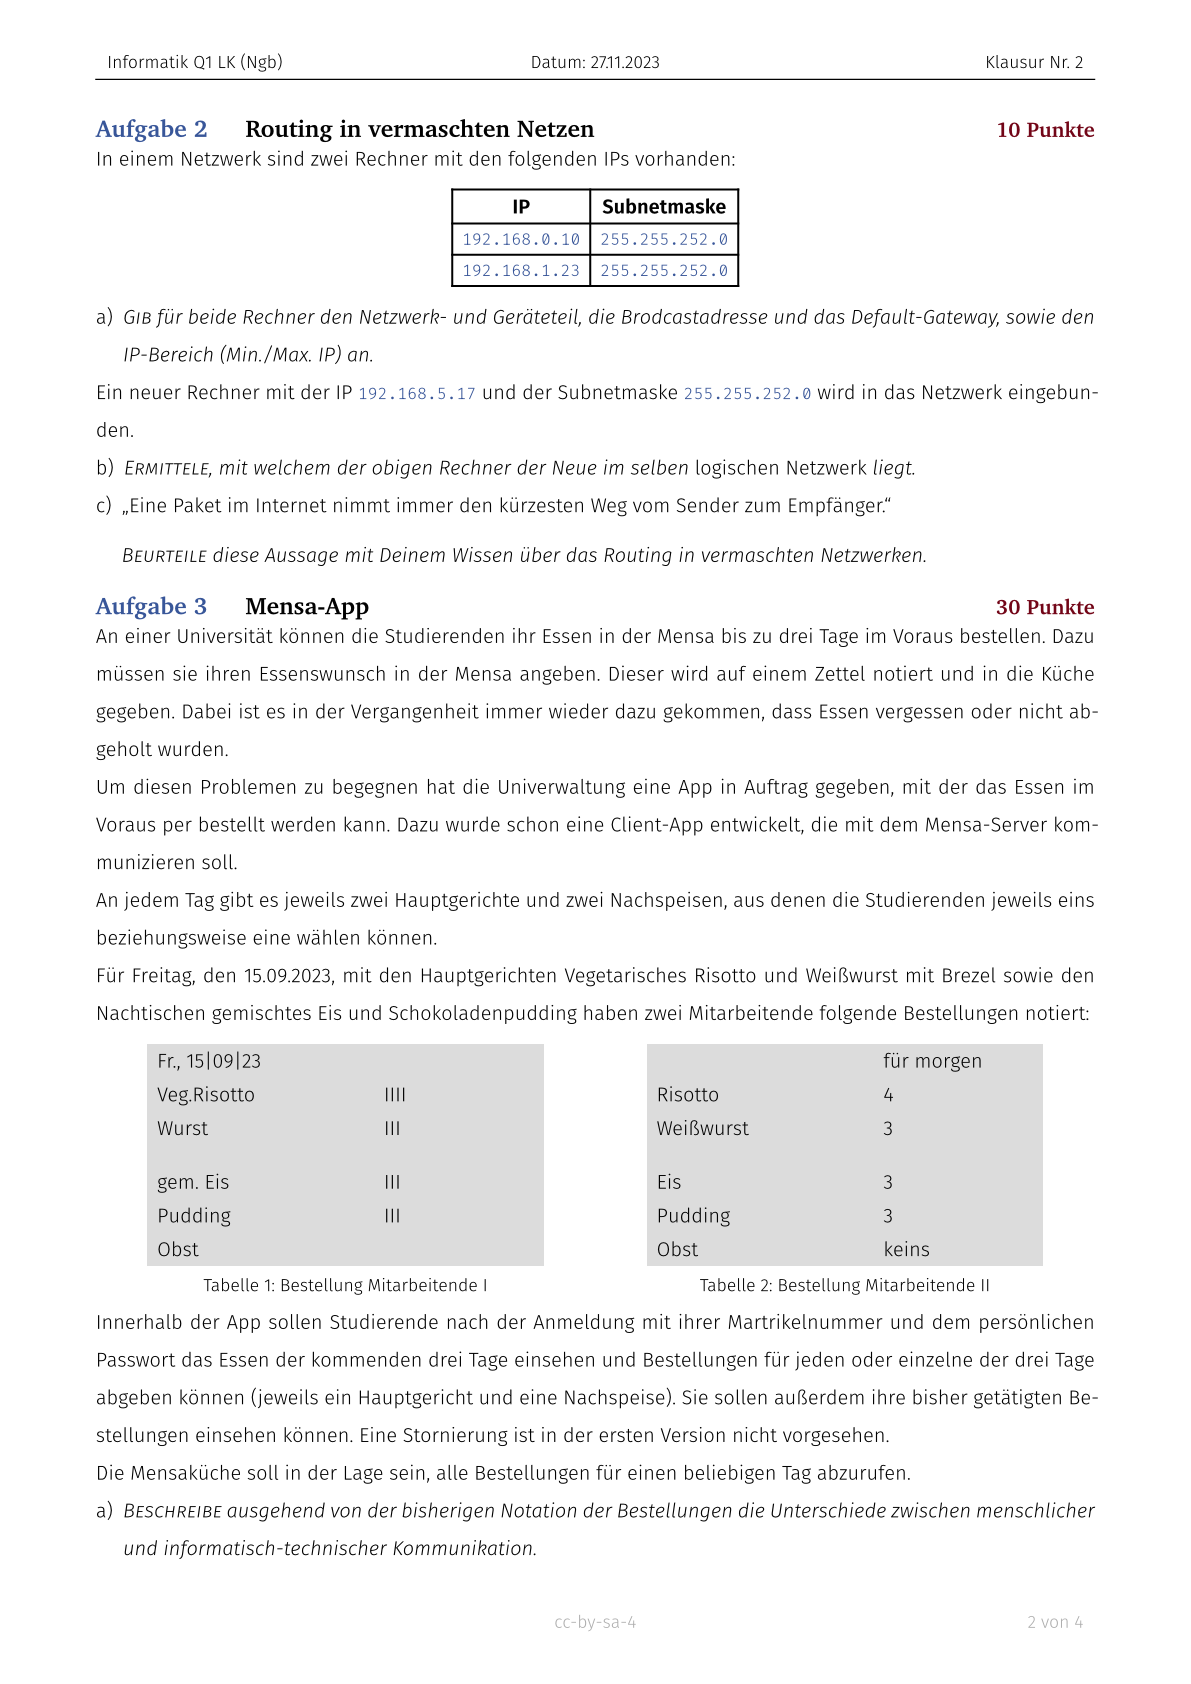 Informatik Q1 LK (Ngb) Datum: 27.11.2023 Klausur Nr. 2
Aufgabe 2 Routing in vermaschten Netzen 10 Punkte
In einem Netzwerk sind zwei Rechner mit den folgenden IPs vorhanden:
IP Subnetmaske
192.168.0.10 255.255.252.0
192.168.1.23 255.255.252.0
a) GIB für beide Rechner den Netzwerk- und Geräteteil, die Brodcastadresse und das Default-Gateway, sowie den
IP-Bereich (Min./Max. IP) an.
Ein neuer Rechner mit der IP 192.168.5.17 und der Subnetmaske 255.255.252.0 wird in das Netzwerk eingebun-
den.
b) ERMITTELE, mit welchem der obigen Rechner der Neue im selben logischen Netzwerk liegt.
c) „Eine Paket im Internet nimmt immer den kürzesten Weg vom Sender zum Empfänger.“
BEURTEILE diese Aussage mit Deinem Wissen über das Routing in vermaschten Netzwerken.
Aufgabe 3 Mensa-App 30 Punkte
An einer Universität können die Studierenden ihr Essen in der Mensa bis zu drei Tage im Voraus bestellen. Dazu
müssen sie ihren Essenswunsch in der Mensa angeben. Dieser wird auf einem Zettel notiert und in die Küche
gegeben. Dabei ist es in der Vergangenheit immer wieder dazu gekommen, dass Essen vergessen oder nicht ab-
geholt wurden.
Um diesen Problemen zu begegnen hat die Univerwaltung eine App in Auftrag gegeben, mit der das Essen im
Voraus per bestellt werden kann. Dazu wurde schon eine Client-App entwickelt, die mit dem Mensa-Server kom-
munizieren soll.
An jedem Tag gibt es jeweils zwei Hauptgerichte und zwei Nachspeisen, aus denen die Studierenden jeweils eins
beziehungsweise eine wählen können.
Für Freitag, den 15.09.2023, mit den Hauptgerichten Vegetarisches Risotto und Weißwurst mit Brezel sowie den
Nachtischen gemischtes Eis und Schokoladenpudding haben zwei Mitarbeitende folgende Bestellungen notiert:
Fr., 15|09|23
Veg.Risotto IIII
Wurst III
gem. Eis III
Pudding III
Obst
Tabelle 1: Bestellung Mitarbeitende I
für morgen
Risotto 4
Weißwurst 3
Eis 3
Pudding 3
Obst keins
Tabelle 2: Bestellung Mitarbeitende II
Innerhalb der App sollen Studierende nach der Anmeldung mit ihrer Martrikelnummer und dem persönlichen
Passwort das Essen der kommenden drei Tage einsehen und Bestellungen für jeden oder einzelne der drei Tage
abgeben können (jeweils ein Hauptgericht und eine Nachspeise). Sie sollen außerdem ihre bisher getätigten Be-
stellungen einsehen können. Eine Stornierung ist in der ersten Version nicht vorgesehen.
Die Mensaküche soll in der Lage sein, alle Bestellungen für einen beliebigen Tag abzurufen.
a) BESCHREIBE ausgehend von der bisherigen Notation der Bestellungen die Unterschiede zwischen menschlicher
und informatisch-technischer Kommunikation.
cc-by-sa-4 2 von 4